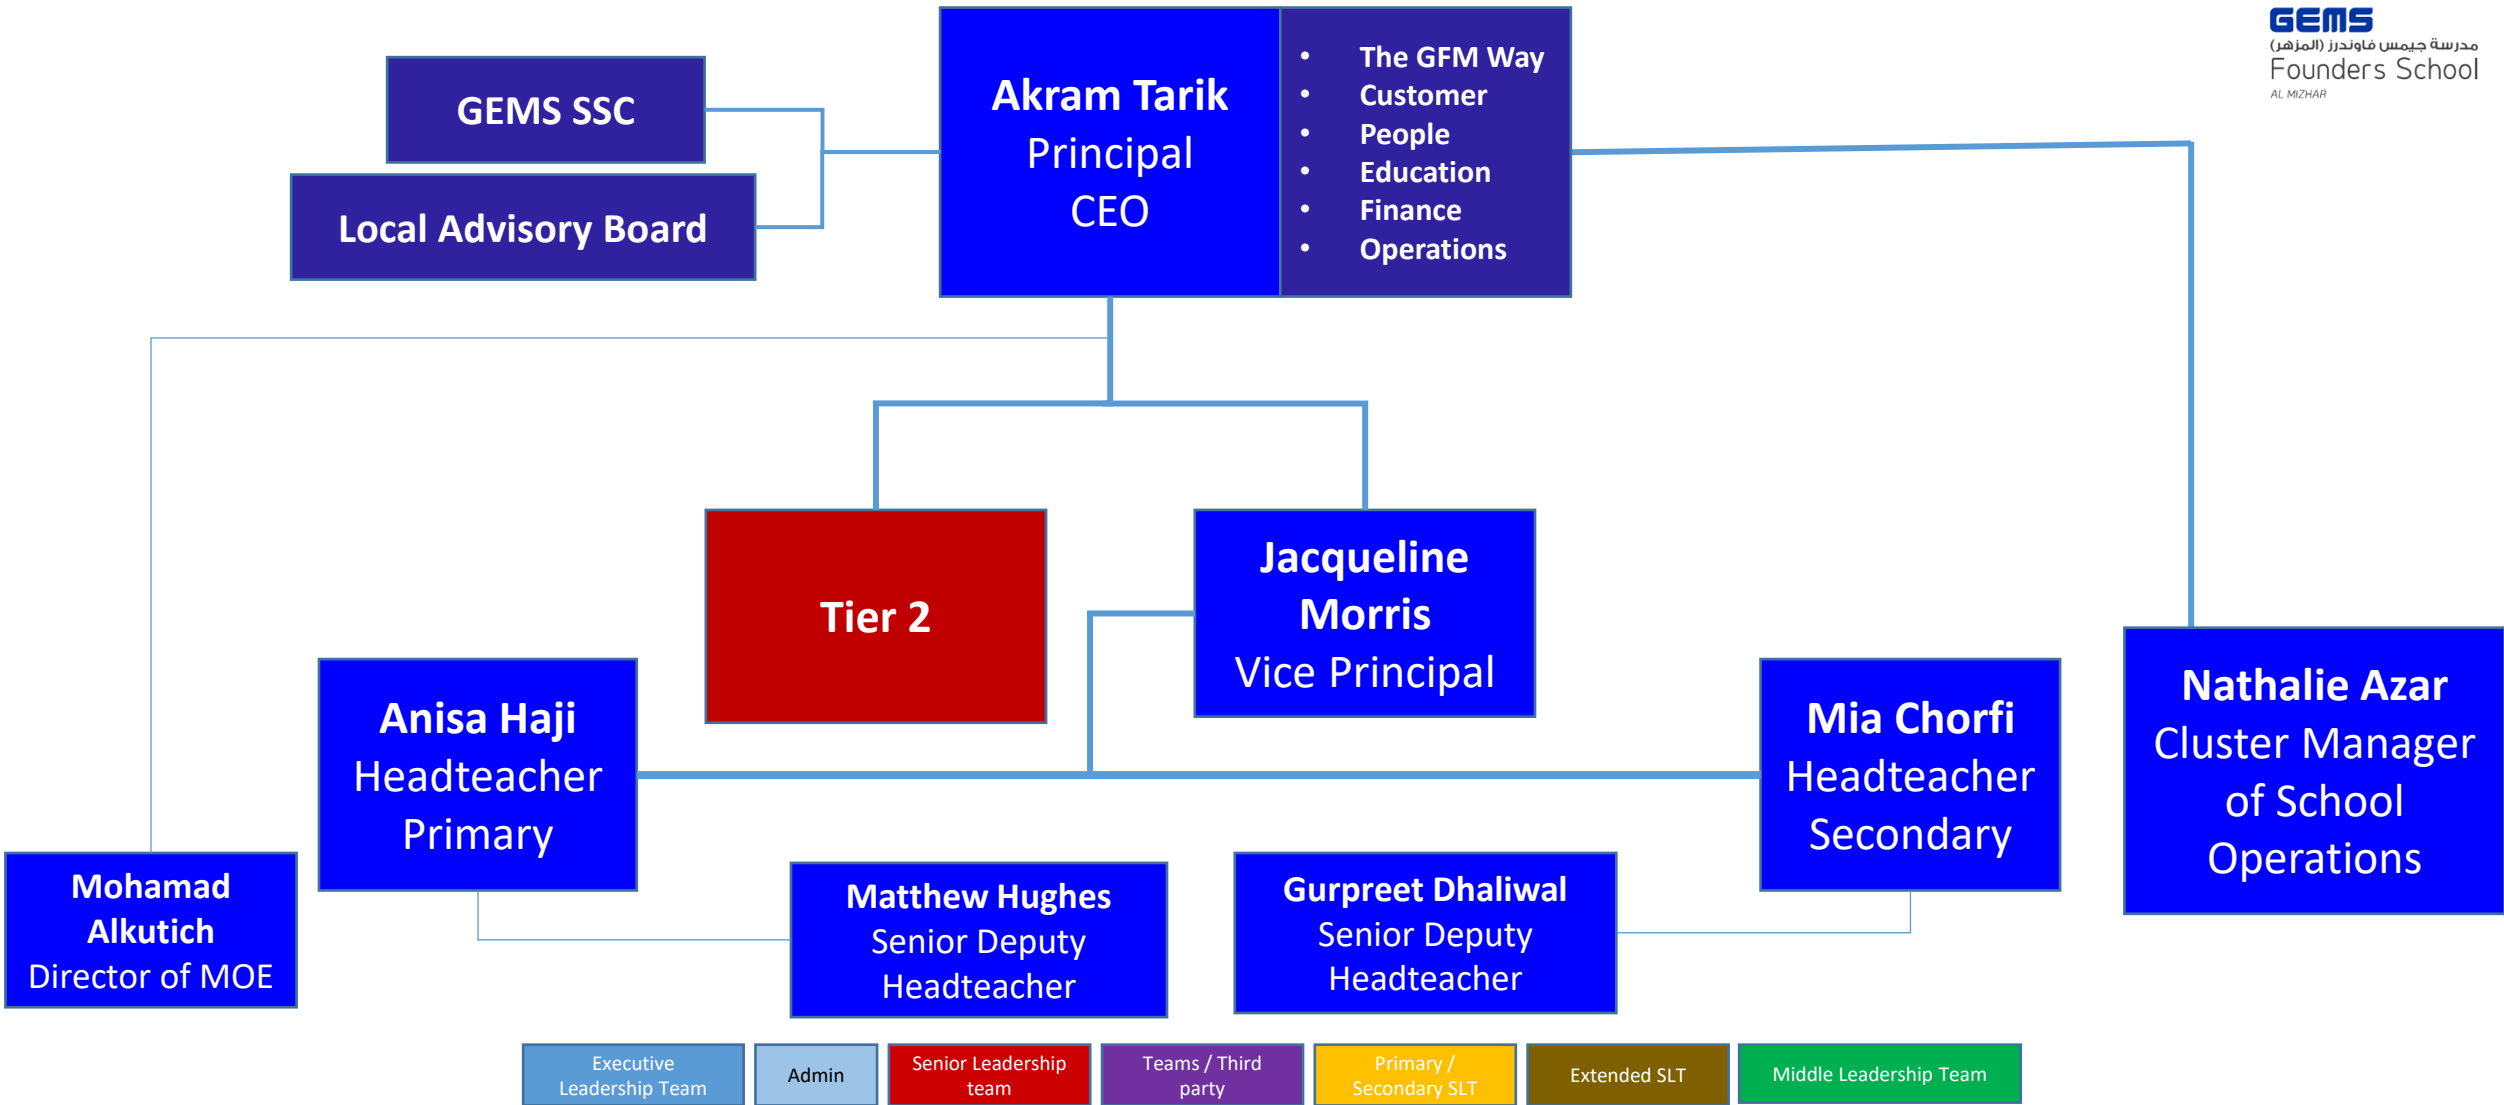 GEMS
مدرسة جيمس فاوندرز (المزهر)
Founders School
AL MIZHAR
GEMS SSC
Local Advisory Board
Akram Tarik
Principal
CEO
• The GFM Way
• Customer
• People
• Education
• Finance
• Operations
Tier 2
Jacqueline
Morris
Vice Principal
Anisa Haji
Headteacher
Primary
Mia Chorfi
Headteacher
Secondary
Nathalie Azar
Cluster Manager
of School
Operations
Mohamad
Alkutich
Director of MOE
Matthew Hughes
Senior Deputy
Headteacher
Gurpreet Dhaliwal
Senior Deputy
Headteacher
Executive
Leadership Team
Admin
Senior Leadership
team
Teams / Third
party
Primary /
Secondary SLT
Extended SLT
Middle Leadership Team